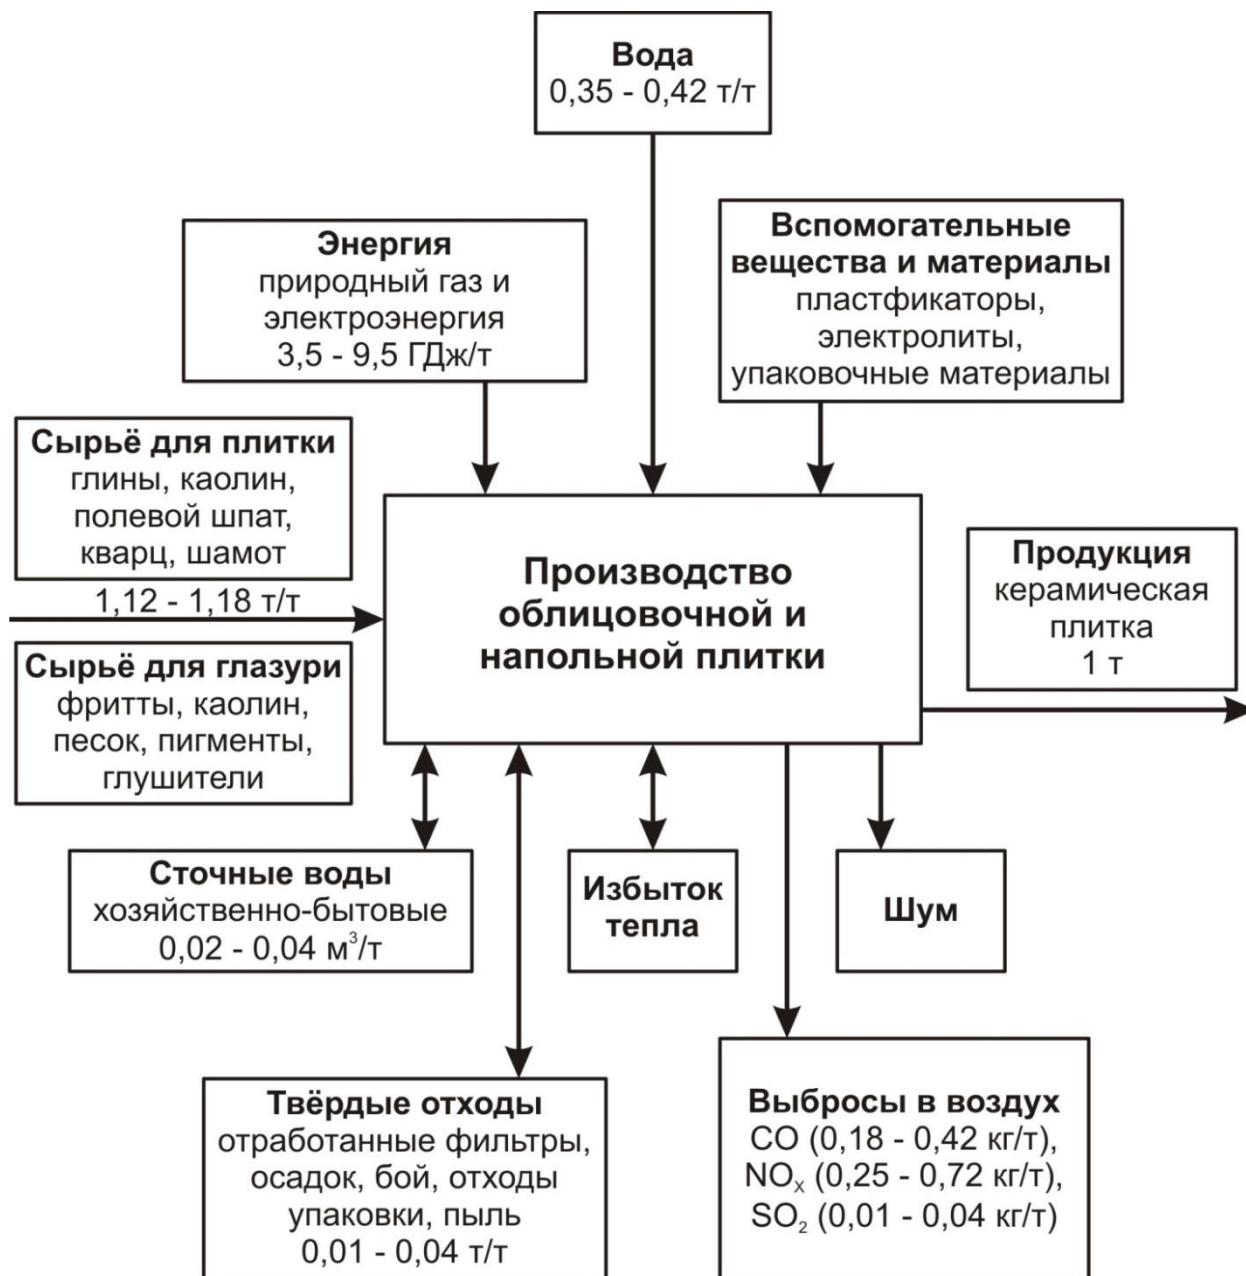 Вода
0,35 - 0,42 т/т
Энергия
природный газ и
электроэнергия
3,5 - 9,5 ГДж/т
Вспомогательные
вещества и материалы
пластфикаторы,
электролиты,
упаковочные материалы
Сырьё для плитки
глины, каолин,
полевой шпат,
кварц, шамот
1,12 - 1,18 т/т
Сырьё для глазури
фритты, каолин,
песок, пигменты,
глушители
Производство
облицовочной и
напольной плитки
Продукция
керамическая
плитка
1 т
Сточные воды
хозяйственно-бытовые
0,02 - 0,04 м³/т
Избыток
тепла
Шум
Твёрдые отходы
отработанные фильтры,
осадок, бой, отходы
упаковки, пыль
0,01 - 0,04 т/т
Выбросы в воздух
CO (0,18 - 0,42 кг/т),
NOₓ (0,25 - 0,72 кг/т),
SO₂ (0,01 - 0,04 кг/т)